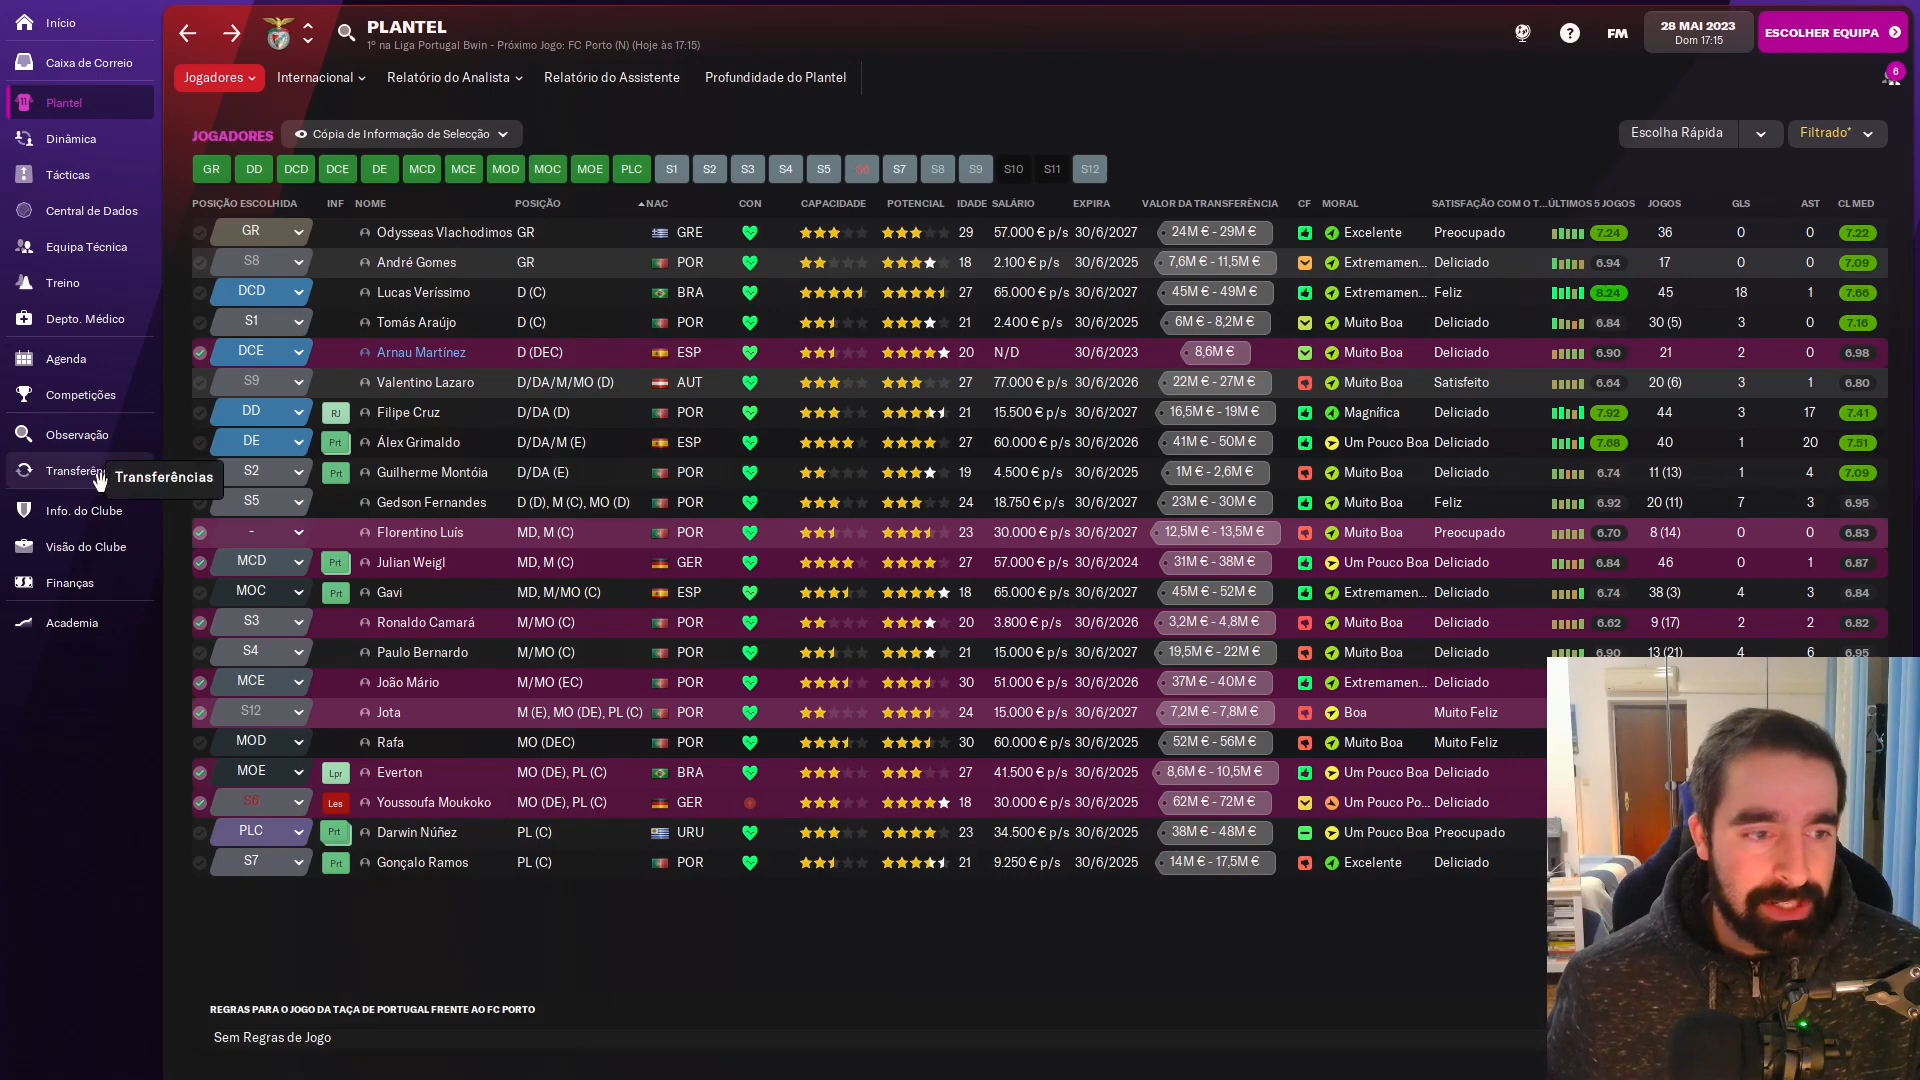 Início
Caixa de Correio
Plantel
Dinâmica
Tácticas
Central de Dados
Equipa Técnica
Treino
Depto. Médico
Agenda
Competições
Observação
Transferên
Transferências
Info. do Clube
Visão do Clube
Finanças
Academia
PLANTEL
1º na Liga Portugal Bwin - Próximo Jogo: FC Porto (N) (Hoje às 17:15)
FM
28 MAI 2023
Dom 17:15
ESCOLHER EQUIPA
6
Jogadores Internacional Relatório do Analista Relatório do Assistente Profundidade do Plantel
JOGADORES Cópia de Informação de Selecção Escolha Rápida Filtrado*
GR DD DCD DCE DE MCD MCE MOD MOC MOE PLC S1 S2 S3 S4 S5 S6 S7 S8 S9 S10 S11 S12
POSIÇÃO ESCOLHIDA INF NOME POSIÇÃO NAC CON CAPACIDADE POTENCIAL IDADE SALÁRIO EXPIRA VALOR DA TRANSFERÊNCIA CF MORAL SATISFAÇÃO COM O T... ÚLTIMOS 5 JOGOS JOGOS GLS AST CL MED
GR Odysseas Vlachodimos GR GRE 29 57.000 € p/s 30/6/2027 24M € - 29M € Excelente Preocupado 7.24 36 0 0 7.22
S8 André Gomes GR POR 18 2.100 € p/s 30/6/2025 7,6M € - 11,5M € Extremamen... Deliciado 6.94 17 0 0 7.09
DCD Lucas Veríssimo D (C) BRA 27 65.000 € p/s 30/6/2027 45M € - 49M € Extremamen... Feliz 8.24 45 18 1 7.66
S1 Tomás Araújo D (C) POR 21 2.400 € p/s 30/6/2025 6M € - 8,2M € Muito Boa Deliciado 6.84 30 (5) 3 0 7.16
DCE Arnau Martínez D (DEC) ESP 20 N/D 30/6/2023 8,6M € Muito Boa Deliciado 6.90 21 2 0 6.98
S9 Valentino Lazaro D/DA/M/MO (D) AUT 27 77.000 € p/s 30/6/2026 22M € - 27M € Muito Boa Satisfeito 6.64 20 (6) 3 1 6.80
DD RJ Filipe Cruz D/DA (D) POR 21 15.500 € p/s 30/6/2027 16,5M € - 19M € Magnífica Deliciado 7.92 44 3 17 7.41
DE Prt Álex Grimaldo D/DA/M (E) ESP 27 60.000 € p/s 30/6/2026 41M € - 50M € Um Pouco Boa Deliciado 7.68 40 1 20 7.51
S2 Prt Guilherme Montóia D/DA (E) POR 19 4.500 € p/s 30/6/2025 1M € - 2,6M € Muito Boa Deliciado 6.74 11 (13) 1 4 7.09
S5 Gedson Fernandes D (D), M (C), MO (D) POR 24 18.750 € p/s 30/6/2027 23M € - 30M € Muito Boa Feliz 6.92 20 (11) 7 3 6.95
- Florentino Luís MD, M (C) POR 23 30.000 € p/s 30/6/2027 12,5M € - 13,5M € Muito Boa Preocupado 6.70 8 (14) 0 0 6.83
MCD Prt Julian Weigl MD, M (C) GER 27 57.000 € p/s 30/6/2024 31M € - 38M € Um Pouco Boa Deliciado 6.84 46 0 1 6.87
MOC Prt Gavi MD, M/MO (C) ESP 18 65.000 € p/s 30/6/2027 45M € - 52M € Extremamen... Deliciado 6.74 38 (3) 4 3 6.84
S3 Ronaldo Camará M/MO (C) POR 20 3.800 € p/s 30/6/2026 3,2M € - 4,8M € Muito Boa Deliciado 6.62 9 (17) 2 2 6.82
S4 Paulo Bernardo M/MO (C) POR 21 15.000 € p/s 30/6/2027 19,5M € - 22M € Muito Boa Deliciado 6.90 13 (21) 4 6 6.95
MCE João Mário M/MO (EC) POR 30 51.000 € p/s 30/6/2026 37M € - 40M € Extremamen... Deliciado
S12 Jota M (E), MO (DE), PL (C) POR 24 15.000 € p/s 30/6/2027 7,2M € - 7,8M € Boa Muito Feliz
MOD Rafa MO (DEC) POR 30 60.000 € p/s 30/6/2025 52M € - 56M € Muito Boa Muito Feliz
MOE Lpr Everton MO (DE), PL (C) BRA 27 41.500 € p/s 30/6/2025 8,6M € - 10,5M € Um Pouco Boa Deliciado
S6 Les Youssoufa Moukoko MO (DE), PL (C) GER 18 30.000 € p/s 30/6/2025 62M € - 72M € Um Pouco Po... Deliciado
PLC Prt Darwin Núñez PL (C) URU 23 34.500 € p/s 30/6/2025 38M € - 48M € Um Pouco Boa Preocupado
S7 Prt Gonçalo Ramos PL (C) POR 21 9.250 € p/s 30/6/2025 14M € - 17,5M € Excelente Deliciado
REGRAS PARA O JOGO DA TAÇA DE PORTUGAL FRENTE AO FC PORTO
Sem Regras de Jogo